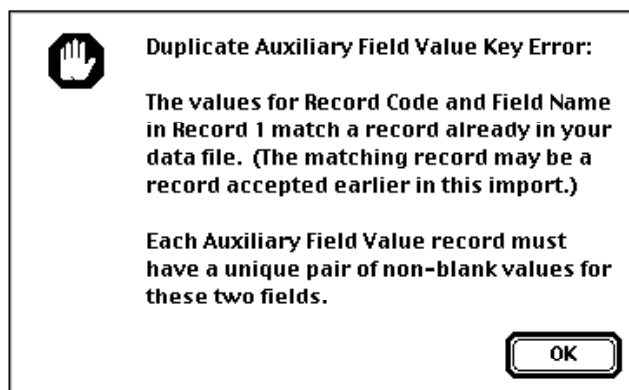 Duplicate Auxiliary Field Value Key Error:
The values for Record Code and Field Name
in Record 1 match a record already in your
data file. (The matching record may be a
record accepted earlier in this import.)
Each Auxiliary Field Value record must
have a unique pair of non-blank values for
these two fields.
OK